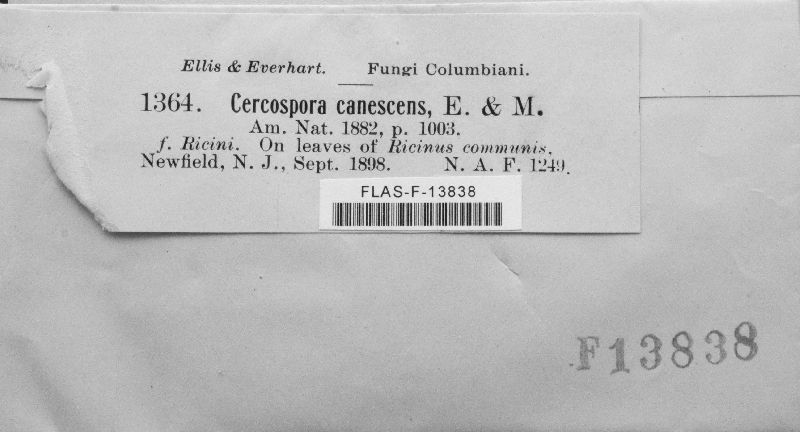 Ellis & Everhart. Fungi Columbiani.
1364. Cercospora canescens, E. & M.
Am. Nat. 1882, p. 1003.
f. Ricini. On leaves of Ricinus communis.
Newfield, N. J., Sept. 1898. N. A. F. 1249.
FLAS-F-13838
F13838